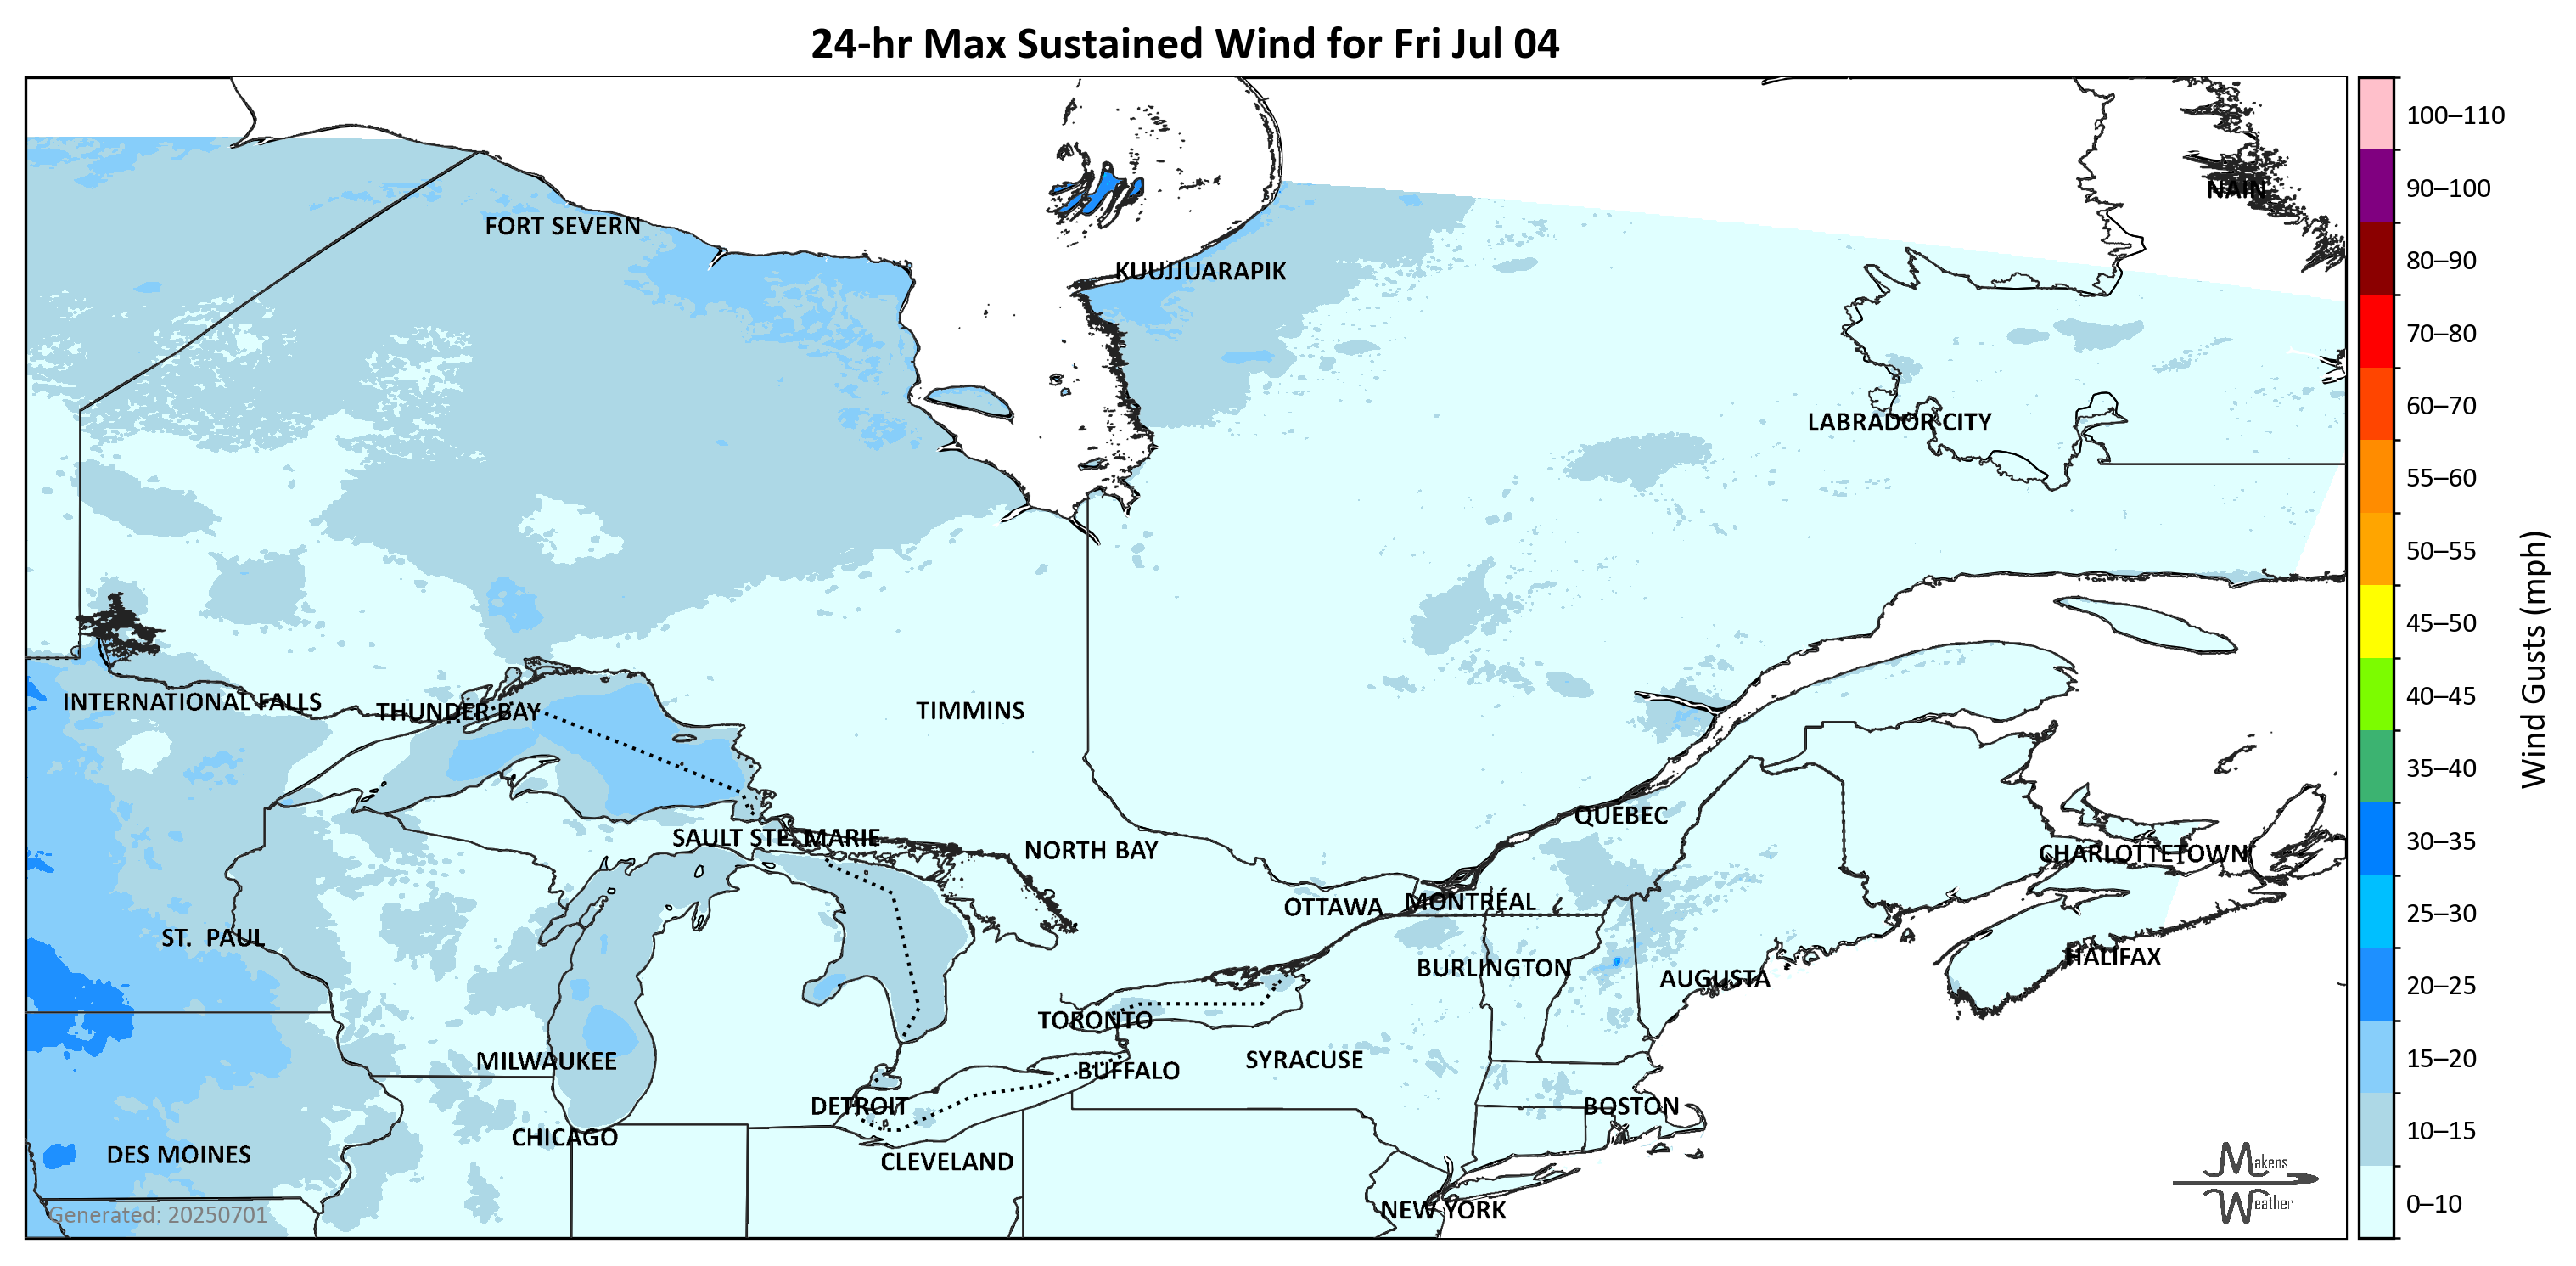 24-hr Max Sustained Wind for Fri Jul 04
100–110
90–100
80–90
70–80
60–70
55–60
50–55
45–50
40–45
35–40
30–35
25–30
20–25
15–20
10–15
0–10
Wind Gusts (mph)
NAIN
FORT SEVERN
KUUJJUARAPIK
LABRADOR CITY
INTERNATIONAL FALLS
THUNDER BAY
TIMMINS
QUEBEC
SAULT STE. MARIE
NORTH BAY
CHARLOTTETOWN
OTTAWA
MONTRÉAL
ST. PAUL
BURLINGTON
AUGUSTA
HALIFAX
TORONTO
MILWAUKEE
BUFFALO
SYRACUSE
DETROIT
BOSTON
CHICAGO
DES MOINES
CLEVELAND
NEW YORK
Generated: 20250701
Makens
Weather